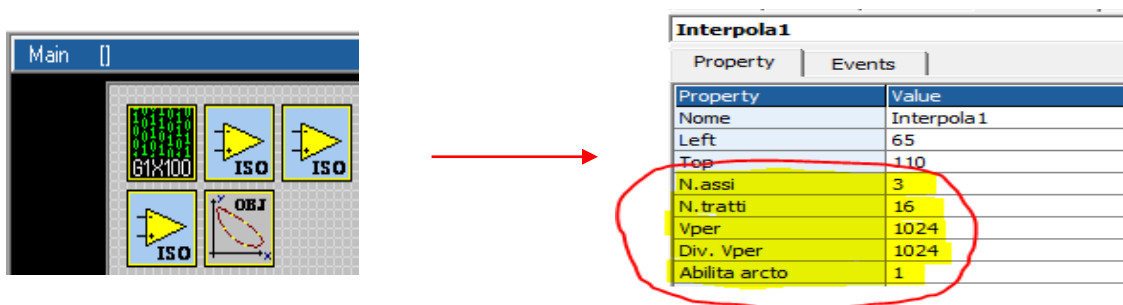 Main []
G1X100
ISO
ISO
ISO
OBJ
y
x
Interpola1
Property Events
Property Value
Nome Interpola1
Left 65
Top 110
N.assi 3
N.tratti 16
Vper 1024
Div. Vper 1024
Abilita arcto 1